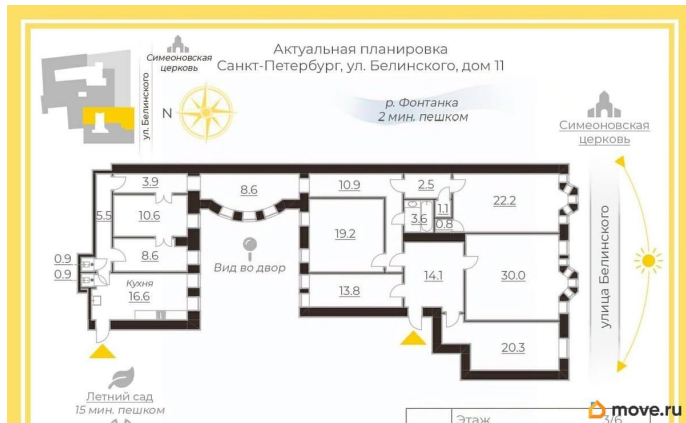 Актуальная планировка
Санкт-Петербург, ул. Белинского, дом 11
Симеоновская
церковь
ул. Белинского
N
р. Фонтанка
2 мин. пешком
Симеоновская
церковь
3.9
8.6
10.9
2.5
22.2
1.1
5.5
10.6
3.6
0.8
19.2
8.6
0.9
0.9
Вид во двор
14.1
30.0
Кухня
16.6
13.8
20.3
улица Белинского
Летний сад
15 мин. пешком
Этаж
3/6
move.ru